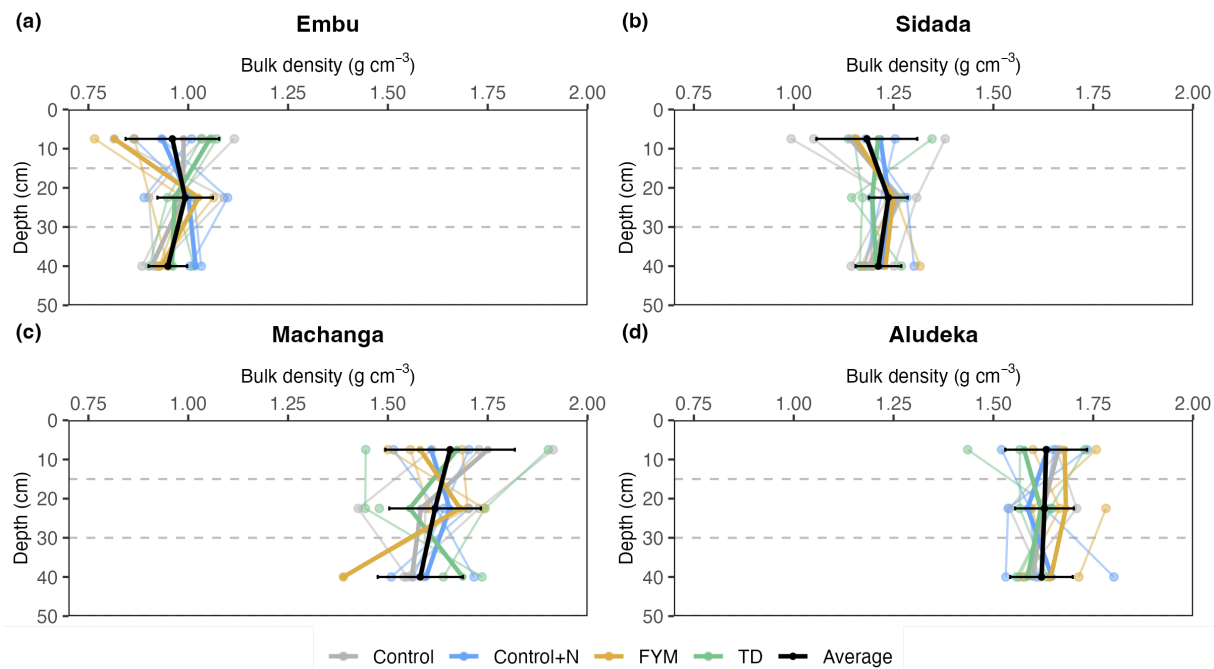 (a) Embu
Bulk density (g cm⁻³)
0.75 1.00 1.25 1.50 1.75 2.00
0
10
20
30
40
50
Depth (cm)
(b) Sidada
Bulk density (g cm⁻³)
0.75 1.00 1.25 1.50 1.75 2.00
0
10
20
30
40
50
Depth (cm)
(c) Machanga
Bulk density (g cm⁻³)
0.75 1.00 1.25 1.50 1.75 2.00
0
10
20
30
40
50
Depth (cm)
(d) Aludeka
Bulk density (g cm⁻³)
0.75 1.00 1.25 1.50 1.75 2.00
0
10
20
30
40
50
Depth (cm)
Control Control+N FYM TD Average